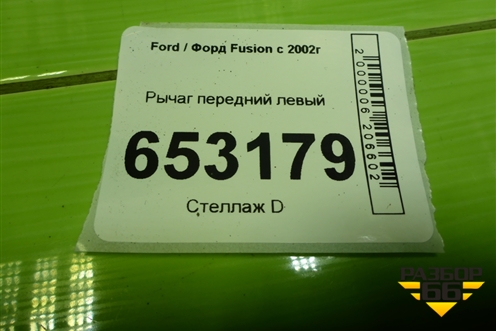 Ford / Форд Fusion с 2002г
Рычаг передний левый
653179
Стеллаж D
2000006206602
РАЗБОР
66